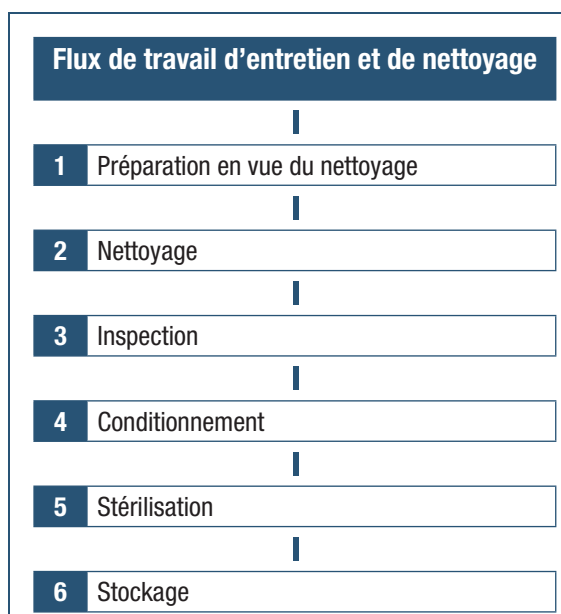 Flux de travail d’entretien et de nettoyage
1 Préparation en vue du nettoyage
2 Nettoyage
3 Inspection
4 Conditionnement
5 Stérilisation
6 Stockage